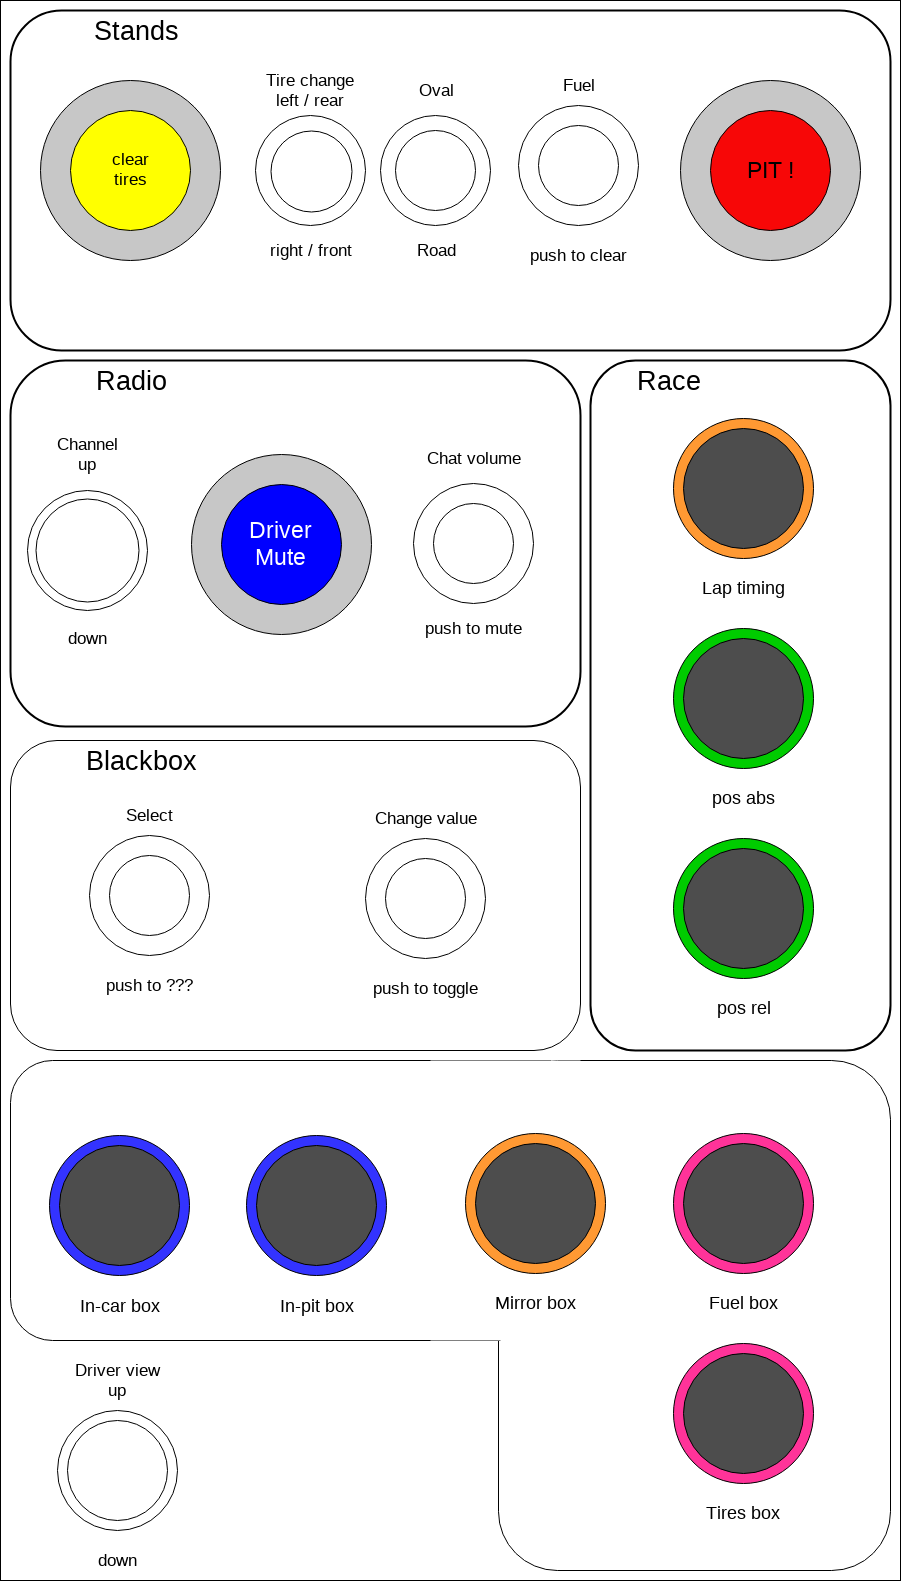 Stands
clear
tires
Tire change
left / rear
right / front
Oval
Road
Fuel
push to clear
PIT !
Radio
Channel
up
down
Driver
Mute
Chat volume
push to mute
Race
Lap timing
pos abs
pos rel
Blackbox
Select
push to ???
Change value
push to toggle
In-car box
In-pit box
Mirror box
Fuel box
Tires box
Driver view
up
down